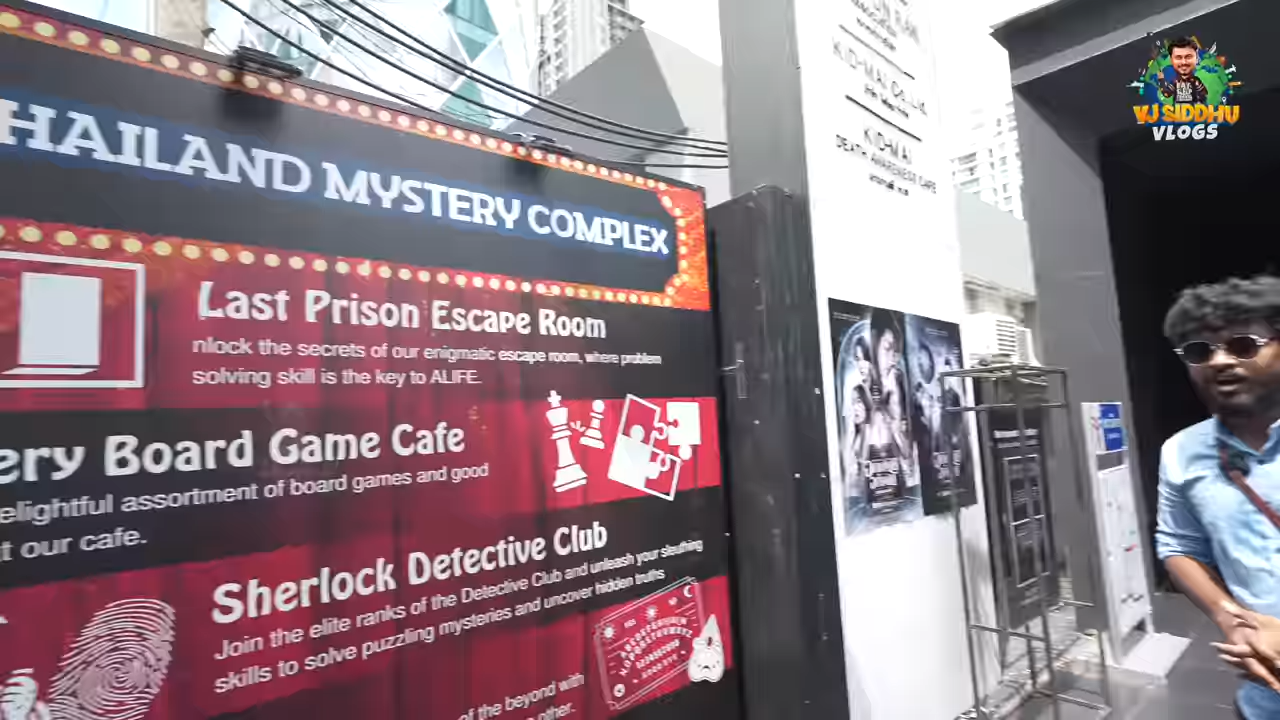 HAILAND MYSTERY COMPLEX
Last Prison Escape Room
nlock the secrets of our enigmatic escape room, where problem
solving skill is the key to ALIFE.
ery Board Game Cafe
elightful assortment of board games and good
t our cafe.
Sherlock Detective Club
Join the elite ranks of the Detective Club and unleash your sleuthing
skills to solve puzzling mysteries and uncover hidden truths
of the beyond with
other.
KID-MAI
DEATH AWARENESS CAFE
VJ SIDDHU
VLOGS